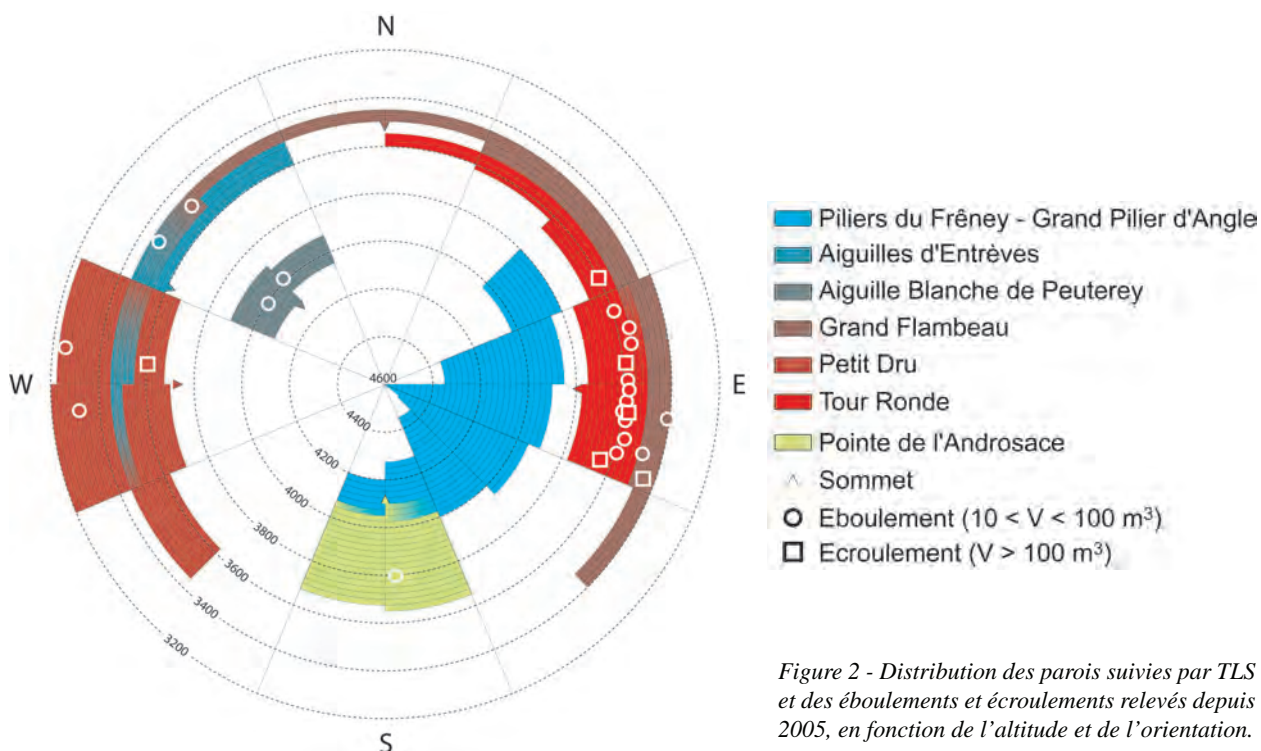 N
W
E
S
4600
4400
4200
4000
3800
3600
3400
3200
Piliers du Frêney - Grand Pilier d'Angle
Aiguilles d'Entrèves
Aiguille Blanche de Peuterey
Grand Flambeau
Petit Dru
Tour Ronde
Pointe de l'Androsace
Sommet
Eboulement (10 < V < 100 m³)
Ecroulement (V > 100 m³)
Figure 2 - Distribution des parois suivies par TLS
et des éboulements et écroulements relevés depuis
2005, en fonction de l’altitude et de l’orientation.